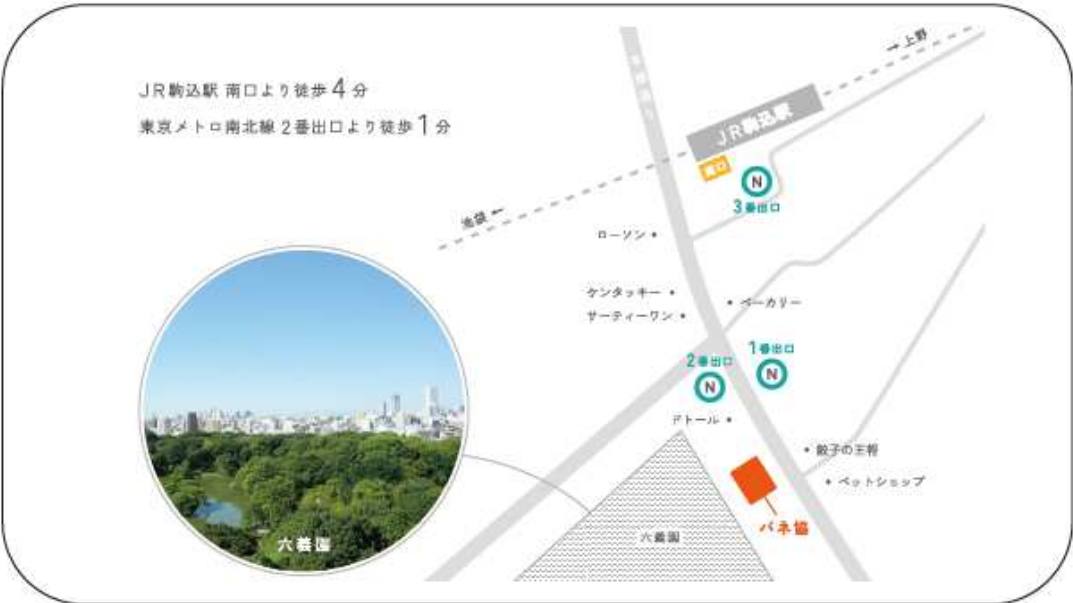 JR駒込駅 南口より徒歩4分
東京メトロ南北線 2番出口より徒歩1分
→上野
JR駒込駅
南口
N
3番出口
池袋←
ローソン
ケンタッキー
サーティーワン
ベーカリー
2番出口
N
1番出口
N
ドトール
餃子の王将
ペットショップ
バネ協
六義園
六義園